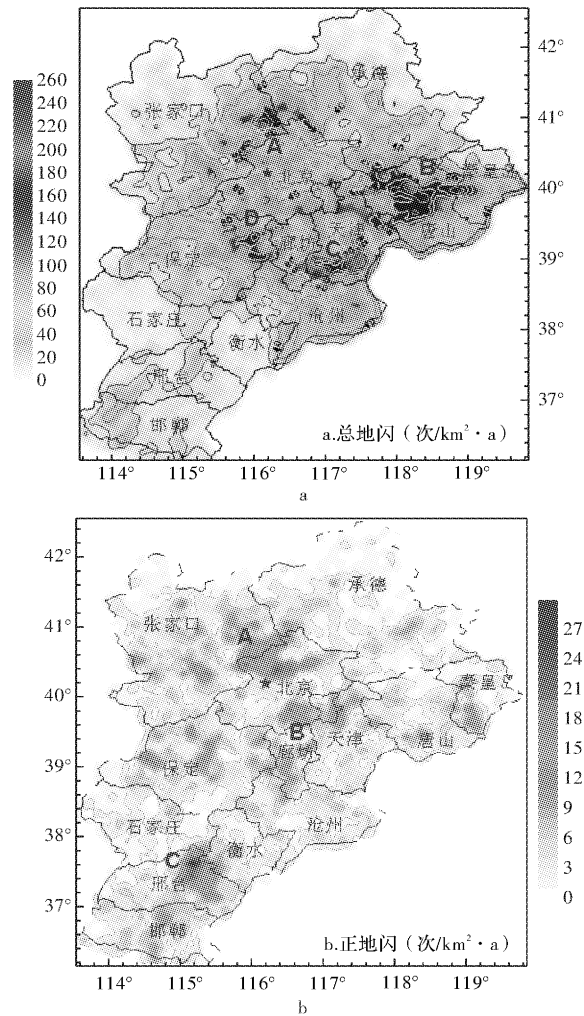 260
240
220
200
180
160
140
120
100
80
60
40
20
0
42°
41°
40°
39°
38°
37°
承德
张家口
A
北京
B
秦皇岛
D
天津
唐山
廊坊
C
保定
石家庄
沧州
衡水
邢台
邯郸
a.总地闪（次/km²·a）
114° 115° 116° 117° 118° 119°
a
42°
41°
40°
39°
38°
37°
承德
张家口
A
北京
秦皇岛
B
廊坊
天津
唐山
保定
石家庄
沧州
衡水
C
邢台
邯郸
b.正地闪（次/km²·a）
27
24
21
18
15
12
9
6
3
0
114° 115° 116° 117° 118° 119°
b